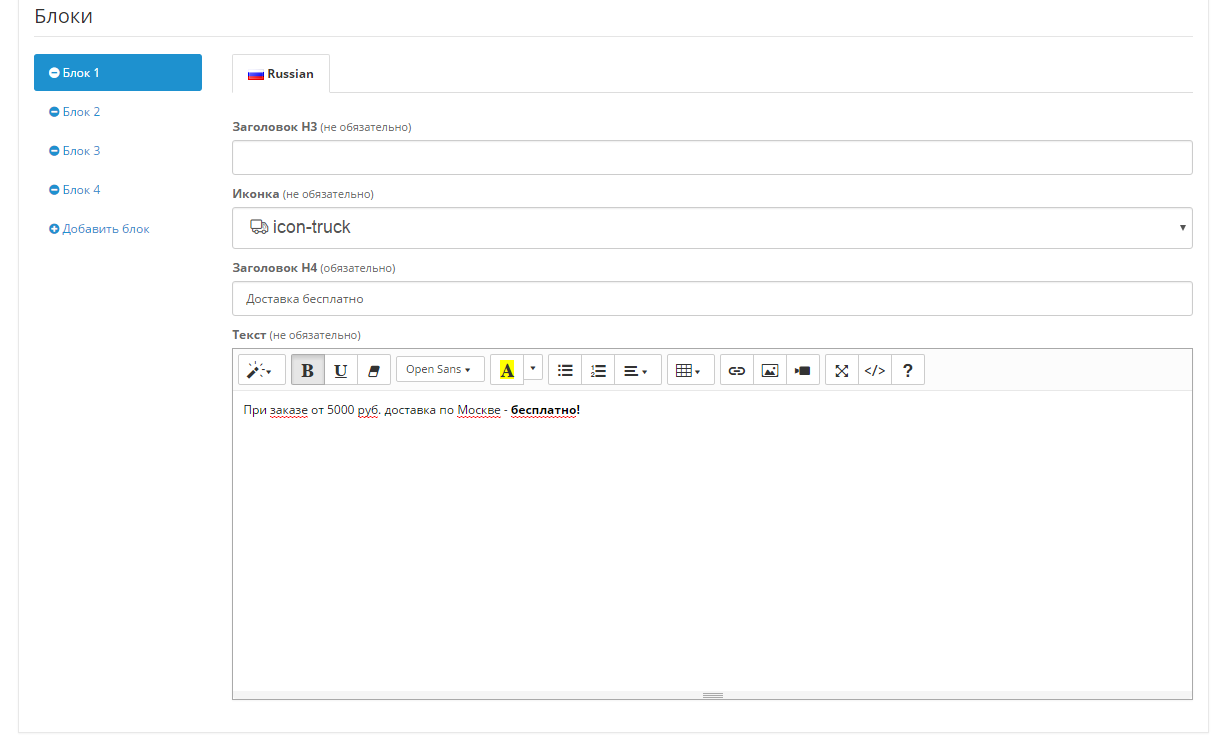 Блоки
Блок 1
Блок 2
Блок 3
Блок 4
Добавить блок
Russian
Заголовок H3 (не обязательно)
Иконка (не обязательно)
icon-truck
Заголовок H4 (обязательно)
Доставка бесплатно
Текст (не обязательно)
B U Open Sans A </> ?
При заказе от 5000 руб. доставка по Москве - бесплатно!